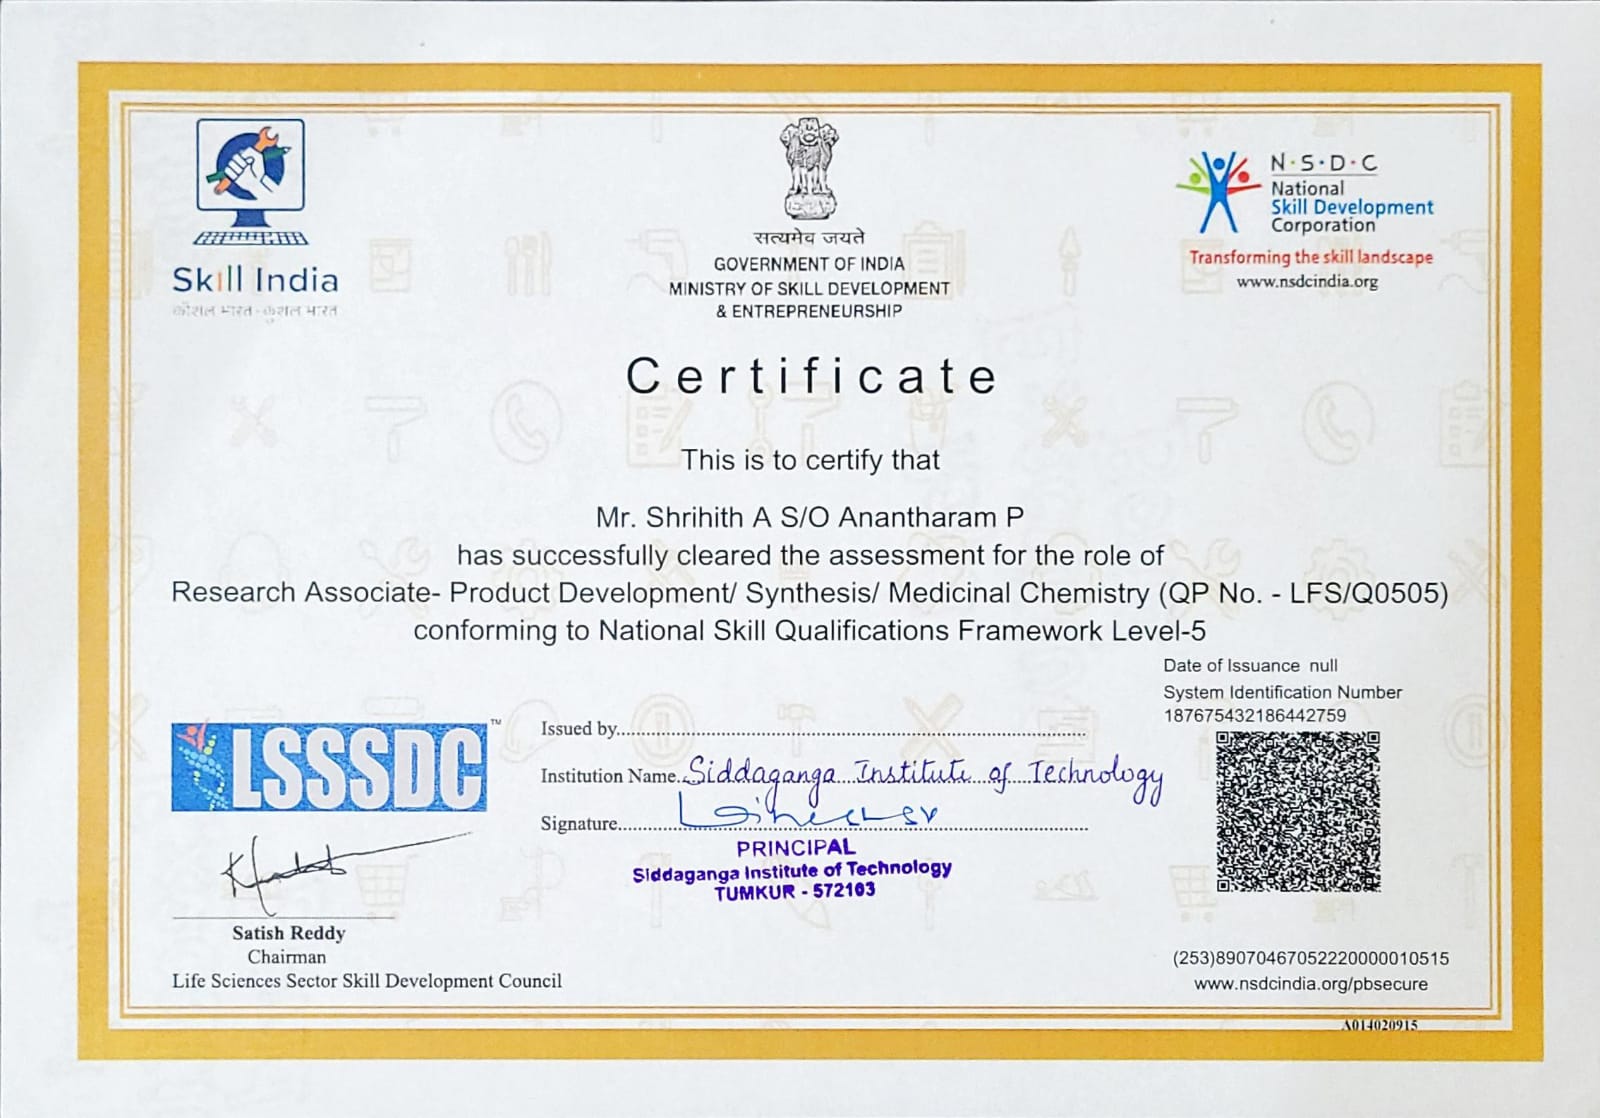 Skill India
कौशल भारत - कुशल भारत
सत्यमेव जयते
GOVERNMENT OF INDIA
MINISTRY OF SKILL DEVELOPMENT
& ENTREPRENEURSHIP
N·S·D·C
National
Skill Development
Corporation
Transforming the skill landscape
www.nsdcindia.org
Certificate
This is to certify that
Mr. Shrihith A S/O Anantharam P
has successfully cleared the assessment for the role of
Research Associate- Product Development/ Synthesis/ Medicinal Chemistry (QP No. - LFS/Q0505)
conforming to National Skill Qualifications Framework Level-5
Date of Issuance null
System Identification Number
187675432186442759
LSSSDC™
Issued by
Institution Name Siddaganga Institute of Technology
Signature
PRINCIPAL
Siddaganga Institute of Technology
TUMKUR - 572103
Satish Reddy
Chairman
Life Sciences Sector Skill Development Council
(253)89070467052220000010515
www.nsdcindia.org/pbsecure
A014020915